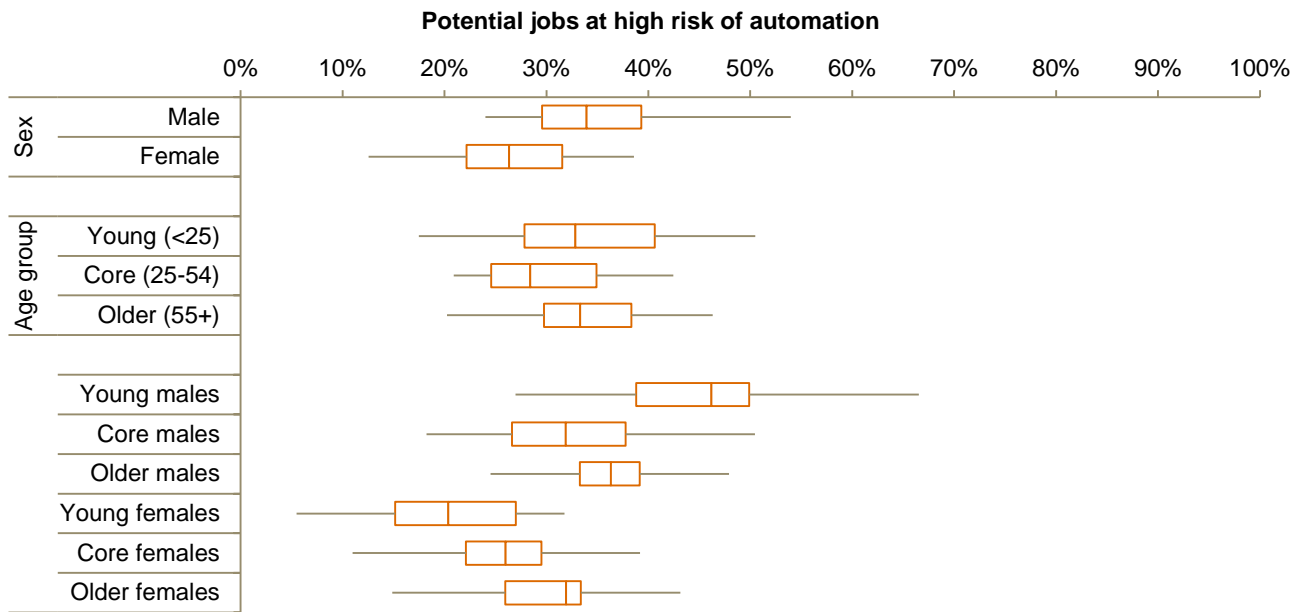 Potential jobs at high risk of automation
0% 10% 20% 30% 40% 50% 60% 70% 80% 90% 100%
Sex
Male
Female
Age group
Young (<25)
Core (25-54)
Older (55+)
Young males
Core males
Older males
Young females
Core females
Older females